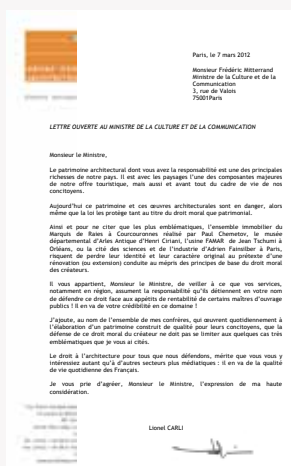 Paris, le 7 mars 2012
Monsieur Frédéric Mitterrand
Ministre de la Culture et de la
Communication
3, rue de Valois
75001Paris
LETTRE OUVERTE AU MINISTRE DE LA CULTURE ET DE LA COMMUNICATION
Monsieur le Ministre,
Le patrimoine architectural dont vous avez la responsabilité est une des principales
richesses de notre pays. Il est avec les paysages l'une des composantes majeures
de notre offre touristique, mais aussi et avant tout du cadre de vie de nos
concitoyens.
Aujourd'hui ce patrimoine et ces œuvres architecturales sont en danger, alors
même que la loi les protège tant au titre du droit moral que patrimonial.
Ainsi et pour ne citer que les plus emblématiques, l'ensemble immobilier du
Marquis de Raies à Courcouronnes réalisé par Paul Chemetov, le musée
départemental d'Arles Antique d'Henri Ciriani, l'usine FAMAR de Jean Tschumi à
Orléans, ou la cité des sciences et de l'industrie d'Adrien Fainsilber à Paris,
risquent de perdre leur identité et leur caractère original au prétexte d'une
rénovation (ou extension) conduite au mépris des principes de base du droit moral
des créateurs.
Il vous appartient, Monsieur le Ministre, de veiller à ce que vos services,
notamment en région, assument la responsabilité qu'ils détiennent en votre nom
de défendre ce droit face aux appétits de rentabilité de certains maîtres d'ouvrage
publics ! Il en va de votre crédibilité en ce domaine !
J'ajoute, au nom de l'ensemble de mes confrères, qui œuvrent quotidiennement à
l'élaboration d'un patrimoine construit de qualité pour leurs concitoyens, que la
défense de ce droit moral du créateur ne doit pas se limiter aux quelques cas très
emblématiques que je vous ai cités.
Le droit à l'architecture pour tous que nous défendons, mérite que vous vous y
intéressiez autant qu'à d'autres secteurs plus médiatiques : il en va de la qualité
de vie quotidienne des Français.
Je vous prie d'agréer, Monsieur le Ministre, l'expression de ma haute
considération.
Lionel CARLI